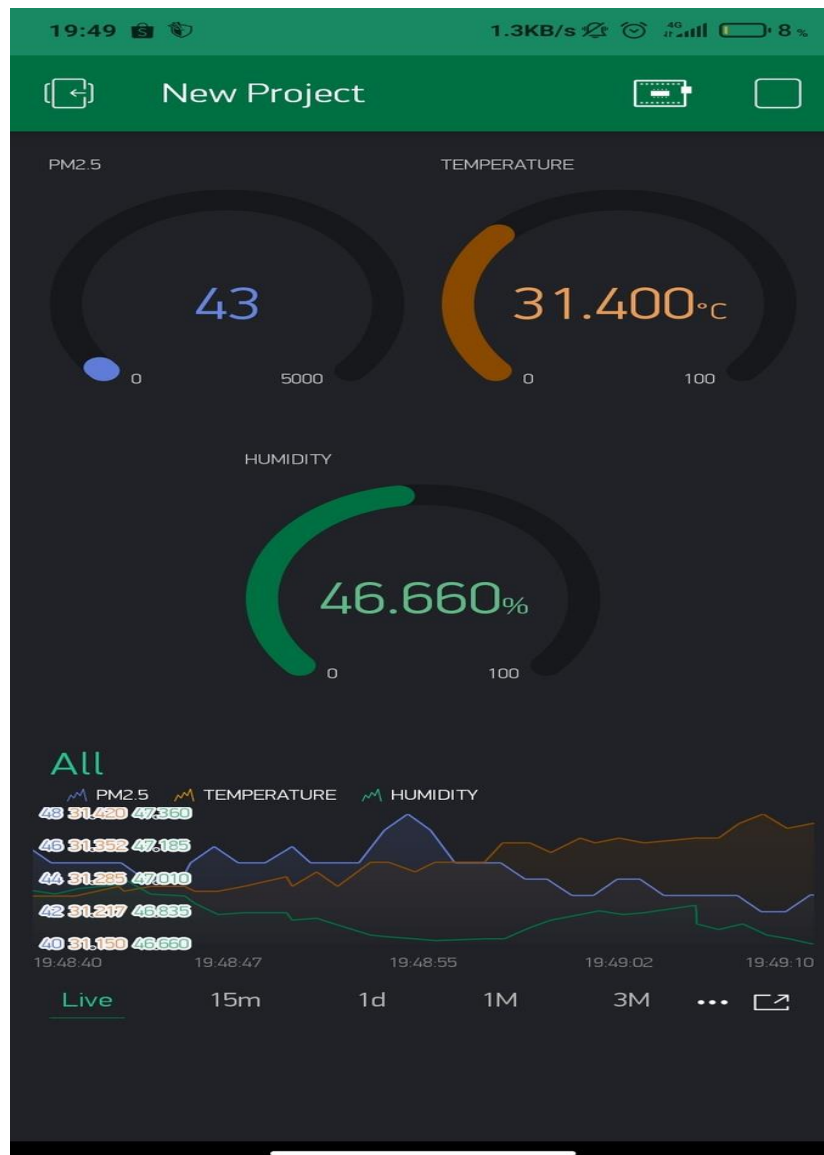 19:49 1.3KB/s 4G 8 %
New Project
PM2.5 TEMPERATURE
43 31.400°C
0 5000 0 100
HUMIDITY
46.660%
0 100
All
PM2.5 TEMPERATURE HUMIDITY
48 31.420 47.360
46 31.352 47.185
44 31.285 47.010
42 31.217 46.835
40 31.150 46.660
19:48:40 19:48:47 19:48:55 19:49:02 19:49:10
Live 15m 1d 1M 3M ...